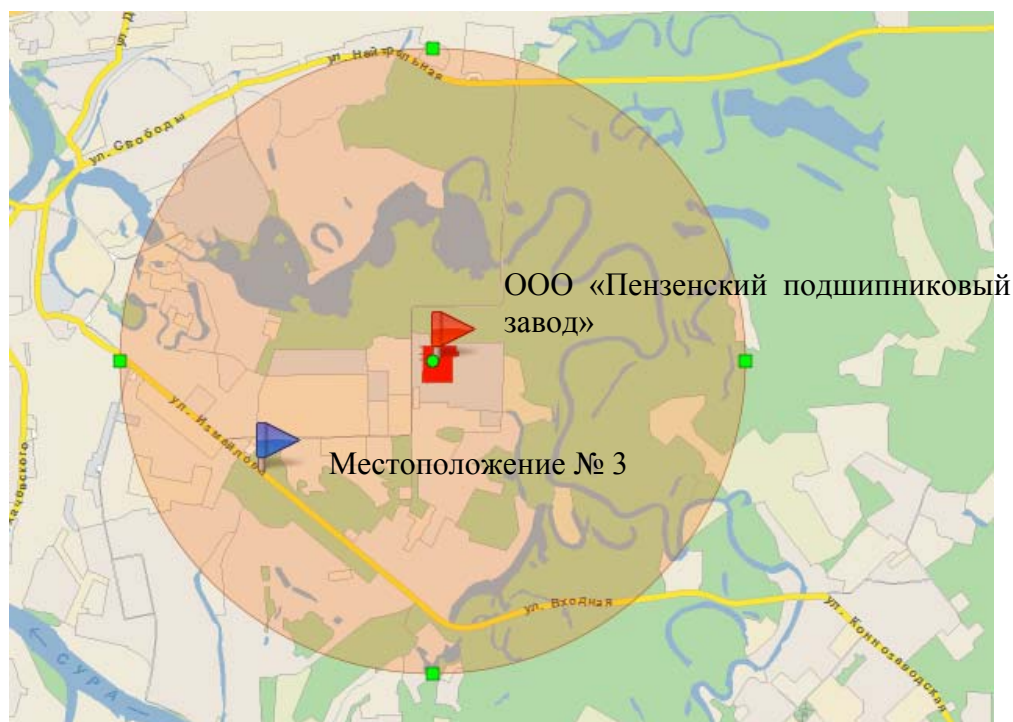 ул. Нейтральная
ул. Свободы
ООО «Пензенский подшипниковый
завод»
ул. Измайлова
Местоположение № 3
ул. Входная
ул. Коннозаводская
СУРА